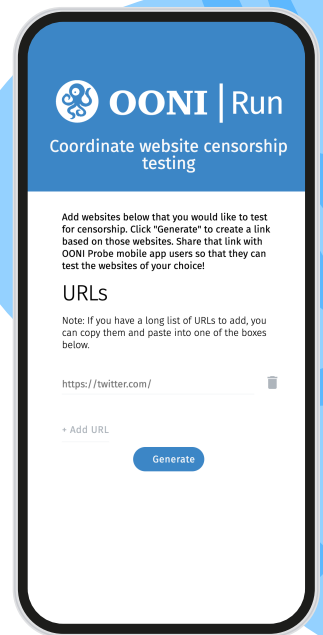 OONI | Run
Coordinate website censorship
testing
Add websites below that you would like to test
for censorship. Click "Generate" to create a link
based on those websites. Share that link with
OONI Probe mobile app users so that they can
test the websites of your choice!
URLs
Note: If you have a long list of URLs to add, you
can copy them and paste into one of the boxes
below.
https://twitter.com/
+ Add URL
Generate